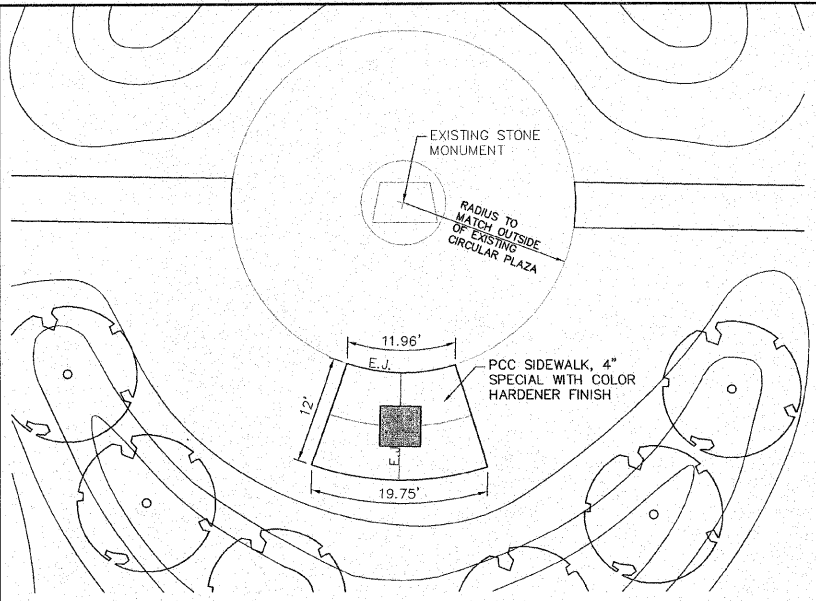 EXISTING STONE
MONUMENT
RADIUS TO
MATCH OUTSIDE
OF EXISTING
CIRCULAR PLAZA
11.96'
E.J.
PCC SIDEWALK, 4"
SPECIAL WITH COLOR
HARDENER FINISH
12'
E.J.
19.75'